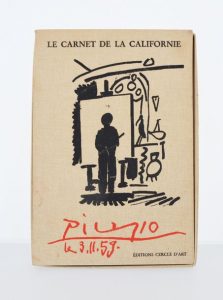 LE CARNET DE LA CALIFORNIE
Picasso
le 3.11.59.
ÉDITIONS CERCLE D'ART